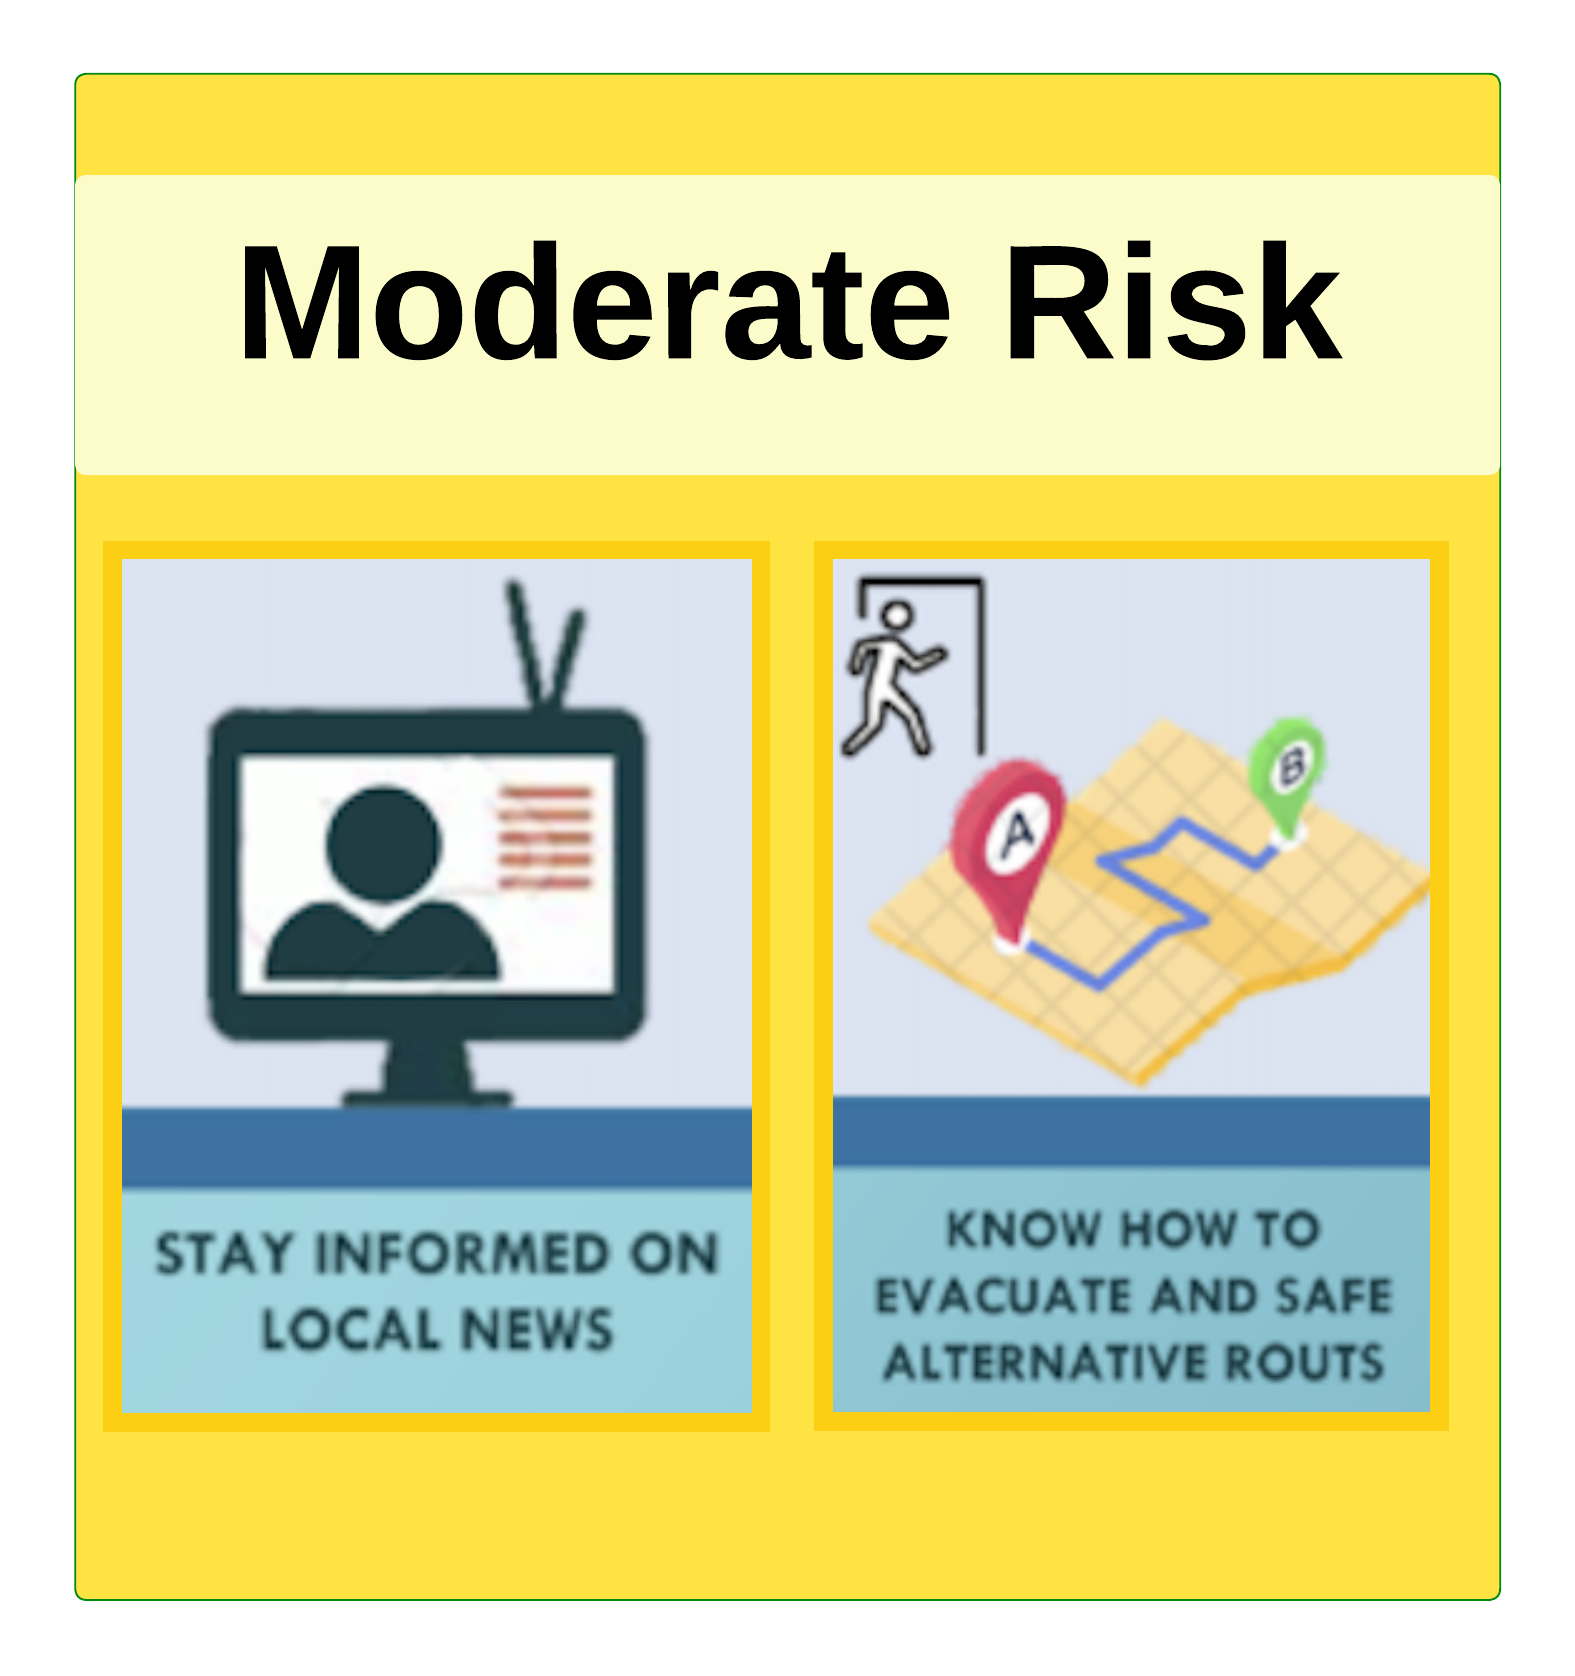 Moderate Risk
A
B
STAY INFORMED ON
LOCAL NEWS
KNOW HOW TO
EVACUATE AND SAFE
ALTERNATIVE ROUTS